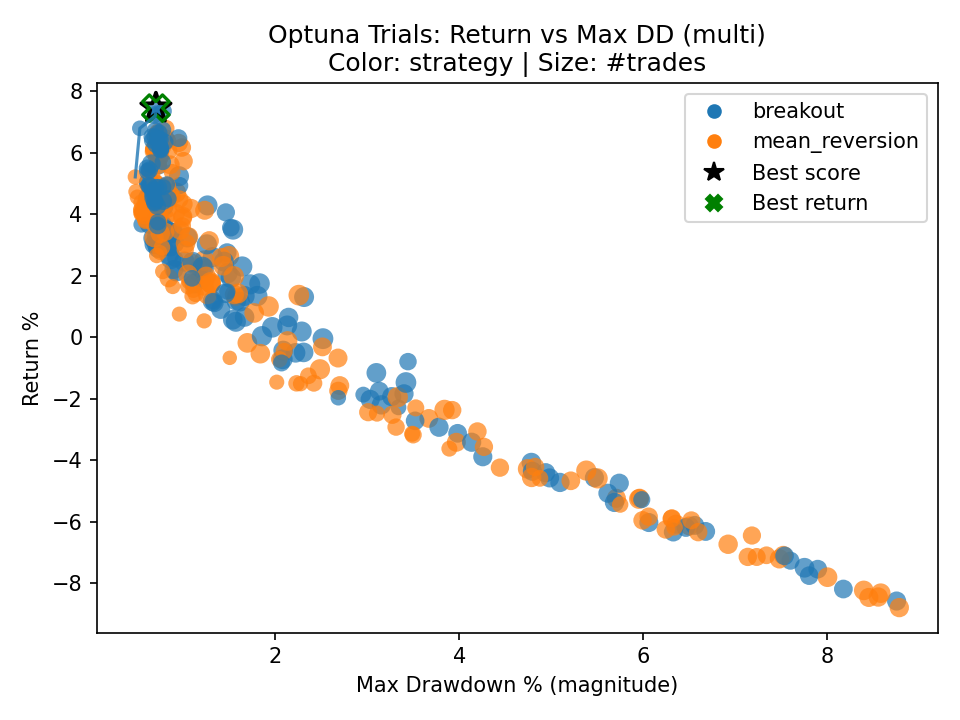 Optuna Trials: Return vs Max DD (multi)
Color: strategy | Size: #trades
breakout
mean_reversion
Best score
Best return
Return %
8
6
4
2
0
−2
−4
−6
−8
2
4
6
8
Max Drawdown % (magnitude)